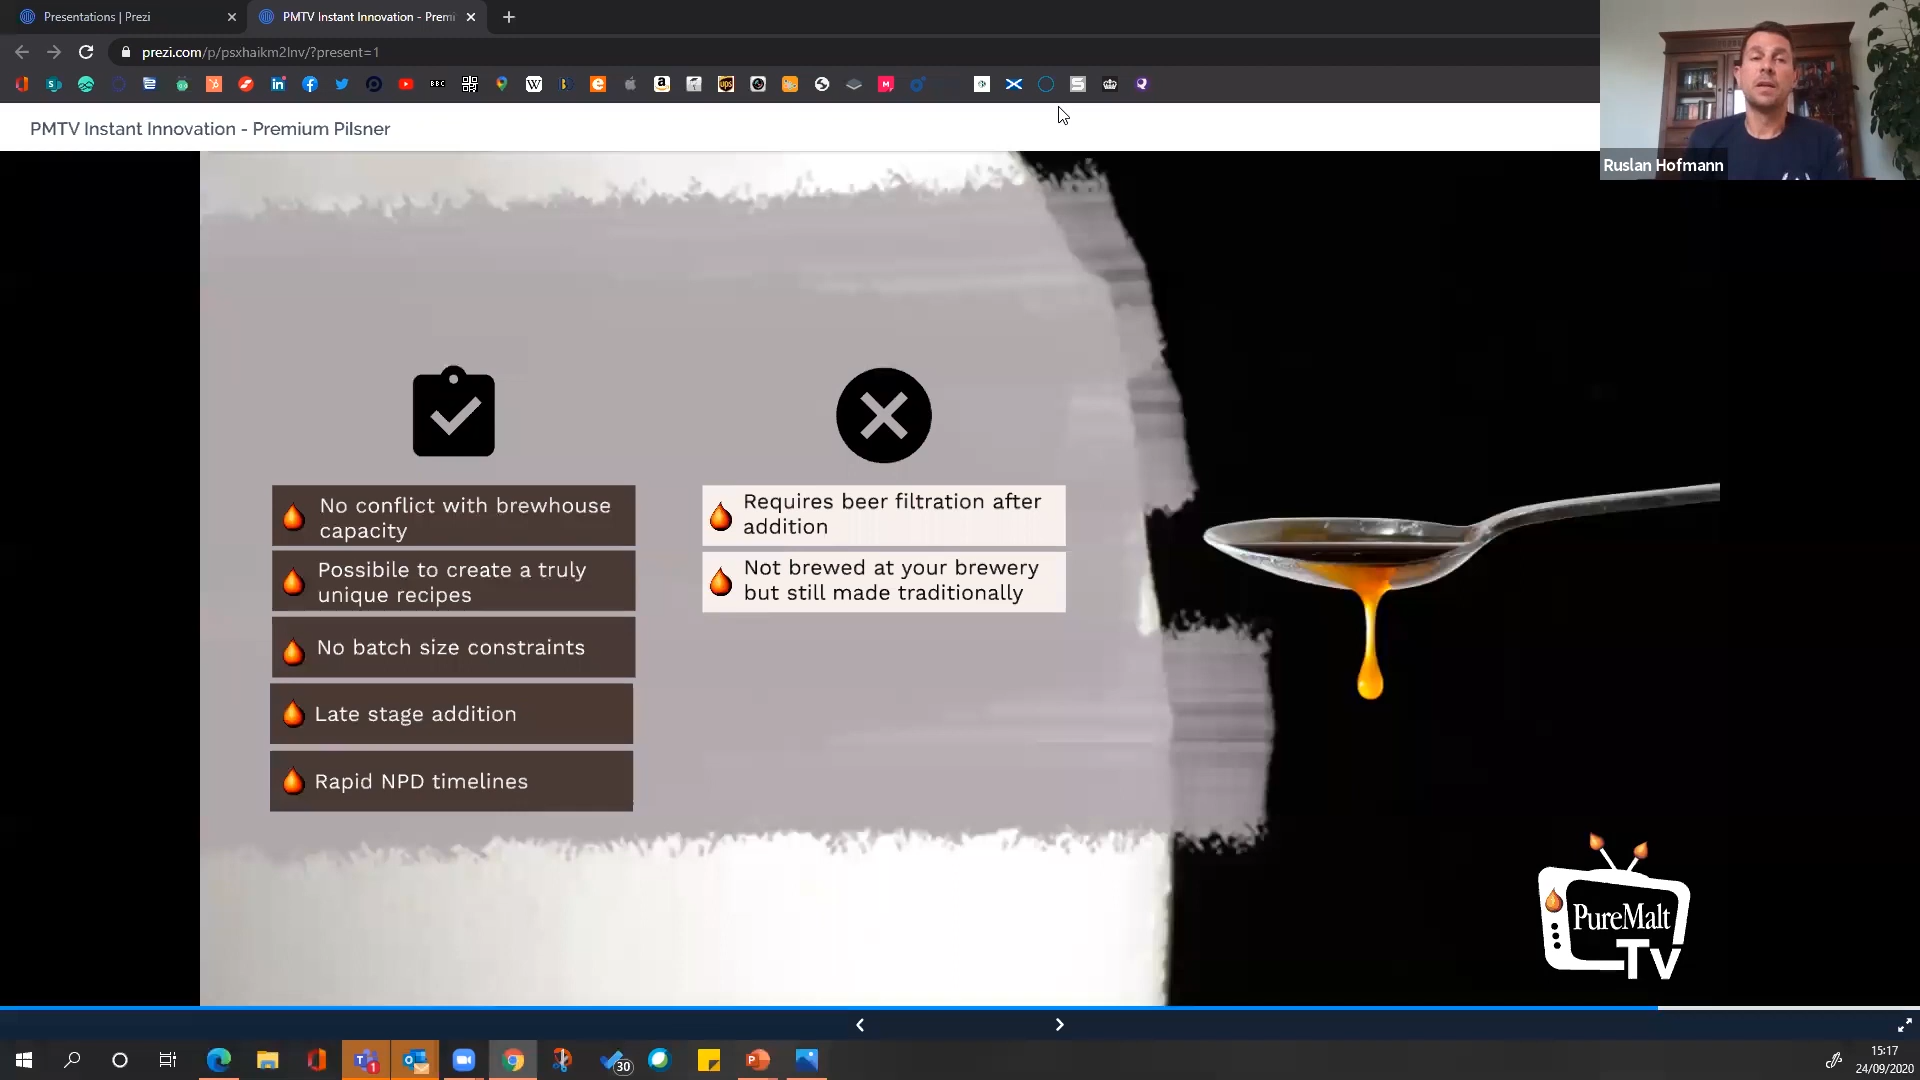 Presentations | Prezi
PMTV Instant Innovation - Premi
prezi.com/p/psxhaikm2lnv/?present=1
BBC
W
ups
PMTV Instant Innovation - Premium Pilsner
Ruslan Hofmann
No conflict with brewhouse
capacity
Possibile to create a truly
unique recipes
No batch size constraints
Late stage addition
Rapid NPD timelines
Requires beer filtration after
addition
Not brewed at your brewery
but still made traditionally
PureMalt
TV
30
15:17
24/09/2020